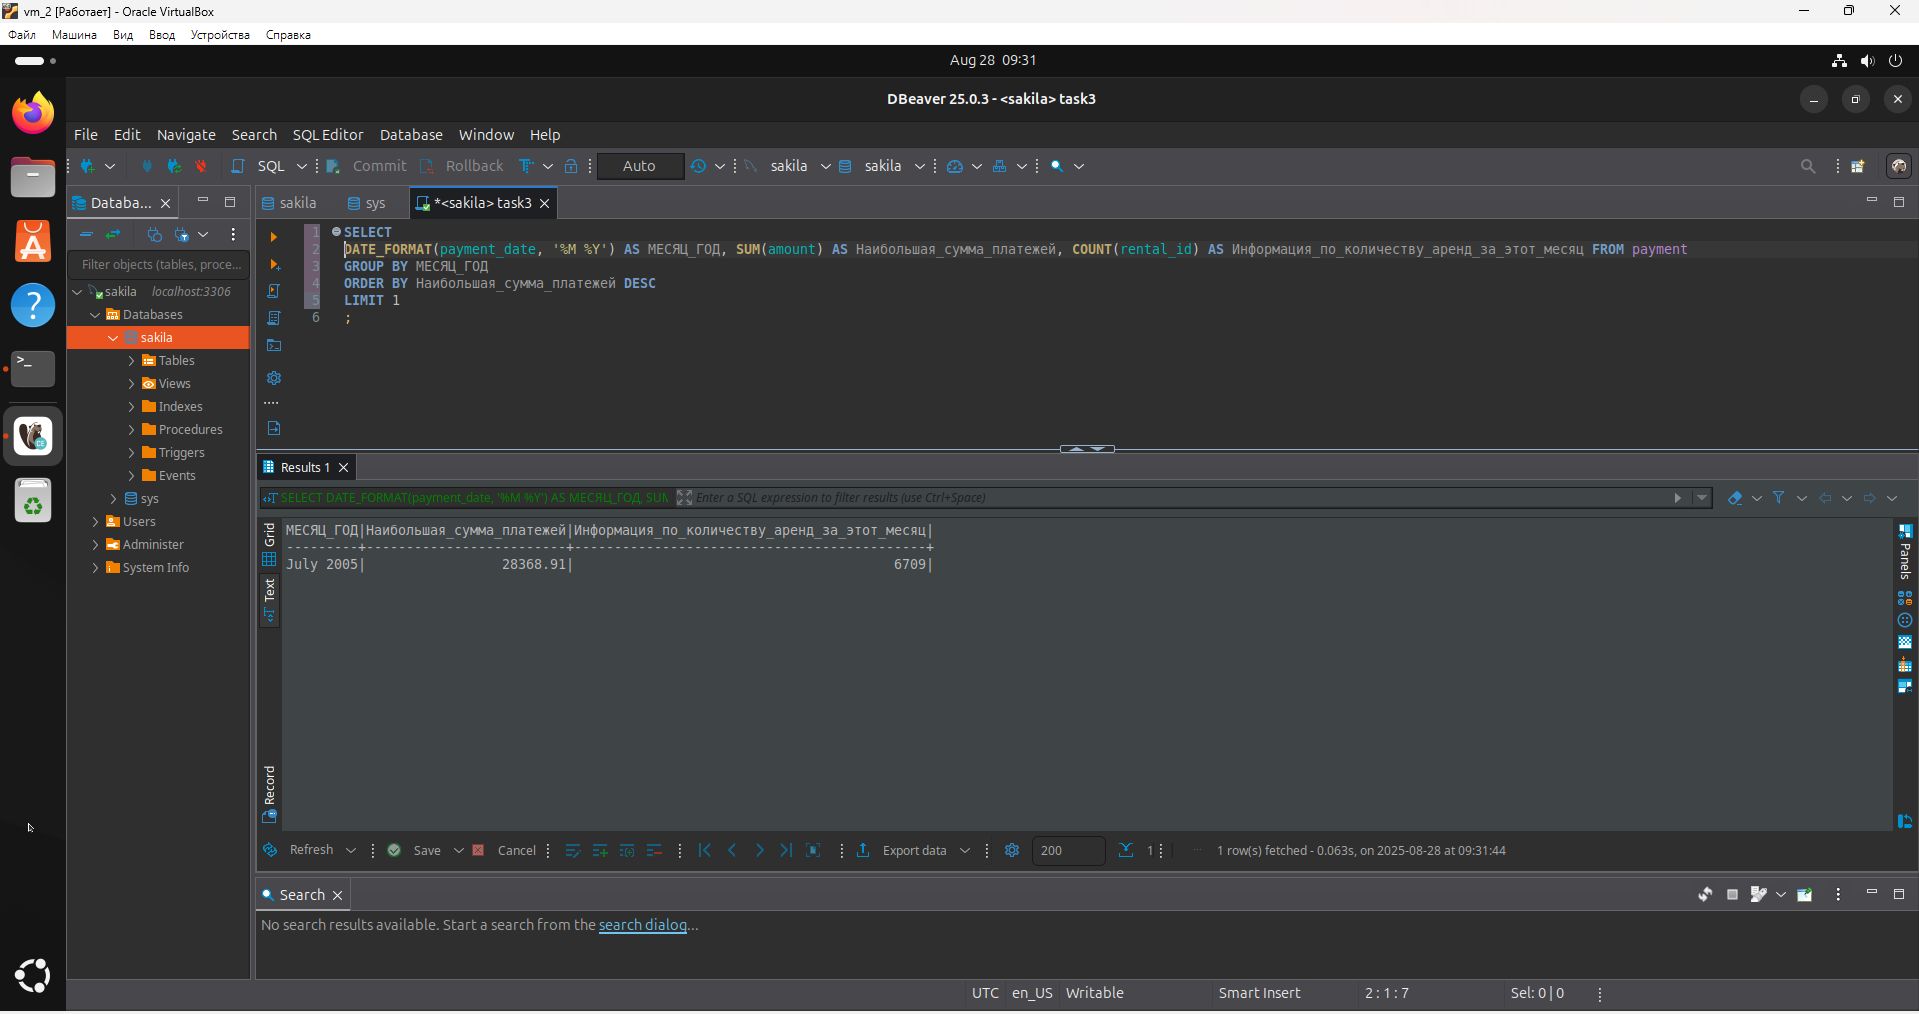 vm_2 [Работает] - Oracle VirtualBox
Файл Машина Вид Ввод Устройства Справка
Aug 28 09:31
DBeaver 25.0.3 - <sakila> task3
File Edit Navigate Search SQL Editor Database Window Help
SQL Commit Rollback Auto sakila sakila
Databa... sakila sys *<sakila> task3
Filter objects (tables, proce...
sakila localhost:3306
Databases
sakila
Tables
Views
Indexes
Procedures
Triggers
Events
sys
Users
Administer
System Info
1 SELECT
2 DATE_FORMAT(payment_date, '%M %Y') AS МЕСЯЦ_ГОД, SUM(amount) AS Наибольшая_сумма_платежей, COUNT(rental_id) AS Информация_по_количеству_аренд_за_этот_месяц FROM payment
3 GROUP BY МЕСЯЦ_ГОД
4 ORDER BY Наибольшая_сумма_платежей DESC
5 LIMIT 1
6 ;
Results 1
SELECT DATE_FORMAT(payment_date, '%M %Y') AS МЕСЯЦ_ГОД, SUM Enter a SQL expression to filter results (use Ctrl+Space)
Grid
Text
Record
МЕСЯЦ_ГОД|Наибольшая_сумма_платежей|Информация_по_количеству_аренд_за_этот_месяц|
---------+-------------------------+--------------------------------------------+
July 2005| 28368.91| 6709|
Panels
Refresh Save Cancel Export data 200 1 1 row(s) fetched - 0.063s, on 2025-08-28 at 09:31:44
Search
No search results available. Start a search from the search dialog...
UTC en_US Writable Smart Insert 2 : 1 : 7 Sel: 0 | 0